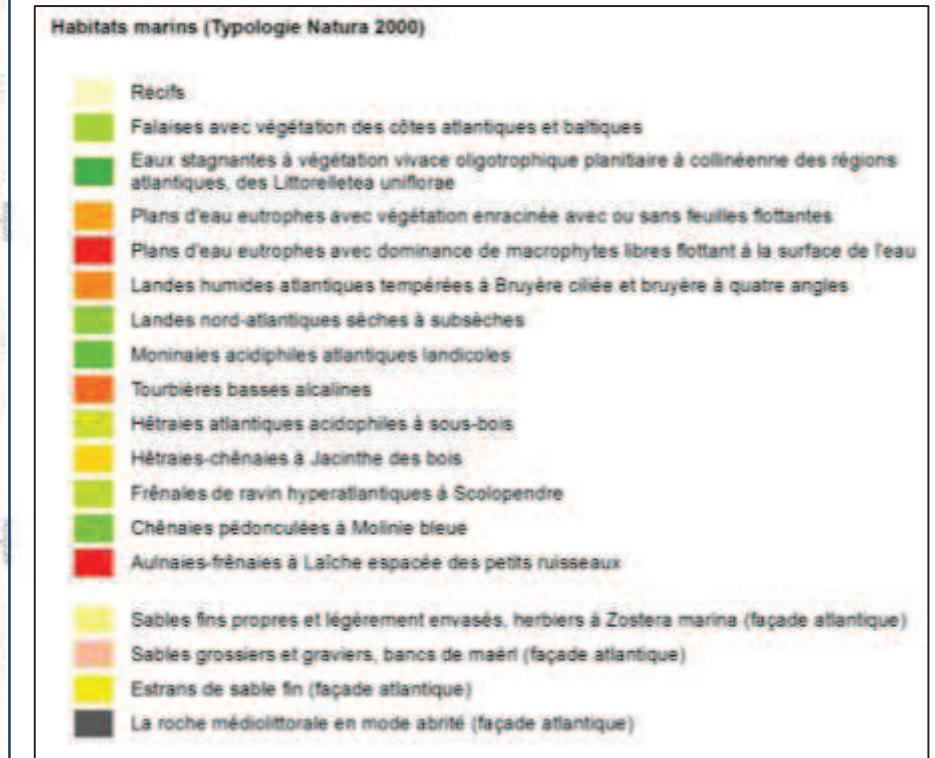 Habitats marins (Typologie Natura 2000)
Récifs
Falaises avec végétation des côtes atlantiques et baltiques
Eaux stagnantes à végétation vivace oligotrophique planitiaire à collinéenne des régions
atlantiques, des Littorelletea uniflorae
Plans d'eau eutrophes avec végétation enracinée avec ou sans feuilles flottantes
Plans d'eau eutrophes avec dominance de macrophytes libres flottant à la surface de l'eau
Landes humides atlantiques tempérées à Bruyère ciliée et bruyère à quatre angles
Landes nord-atlantiques sèches à subsèches
Moninaies acidiphiles atlantiques landicoles
Tourbières basses alcalines
Hêtraies atlantiques acidophiles à sous-bois
Hêtraies-chênaies à Jacinthe des bois
Frênaies de ravin hyperatlantiques à Scolopendre
Chênaies pédonculées à Molinie bleue
Aulnaies-frênaies à Laîche espacée des petits ruisseaux
Sables fins propres et légèrement envasés, herbiers à Zostera marina (façade atlantique)
Sables grossiers et graviers, bancs de maërl (façade atlantique)
Estrans de sable fin (façade atlantique)
La roche médiolittorale en mode abrité (façade atlantique)